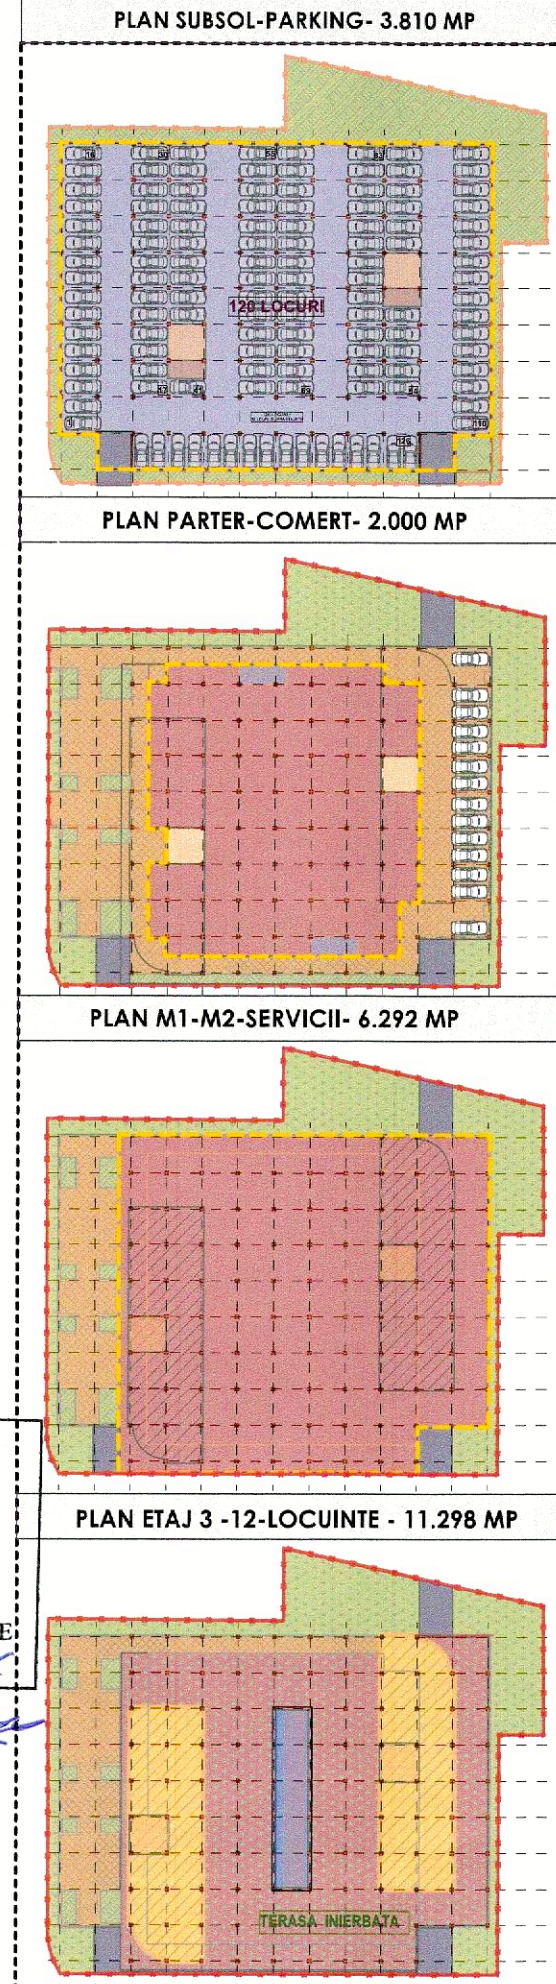 PLAN SUBSOL-PARKING- 3.810 MP
120 LOCURI
PLAN PARTER-COMERT- 2.000 MP
PLAN M1-M2-SERVICII- 6.292 MP
PLAN ETAJ 3 -12-LOCUINTE - 11.298 MP
E
TERASA INIERBATA